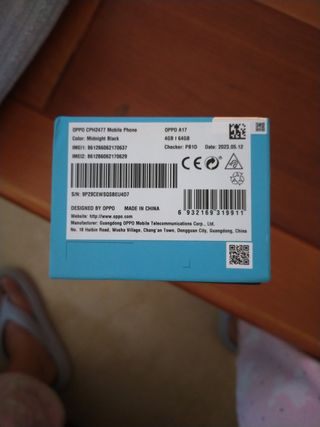 OPPO CPH2477 Mobile Phone OPPO A17
Color: Midnight Black 4GB | 64GB
IMEI1: 861286062170637 Checker: PB10
IMEI2: 861286062170629 Date: 2023.05.12
S/N: 9P29CEWSQSBEU4D7
DESIGNED BY OPPO MADE IN CHINA
6 932169 319911
Website: http://www.oppo.com
Manufacturer: Guangdong OPPO Mobile Telecommunications Corp., Ltd.
No. 18 Haibin Road, Wusha Village, Chang'an Town, Dongguan City, Guangdong, China